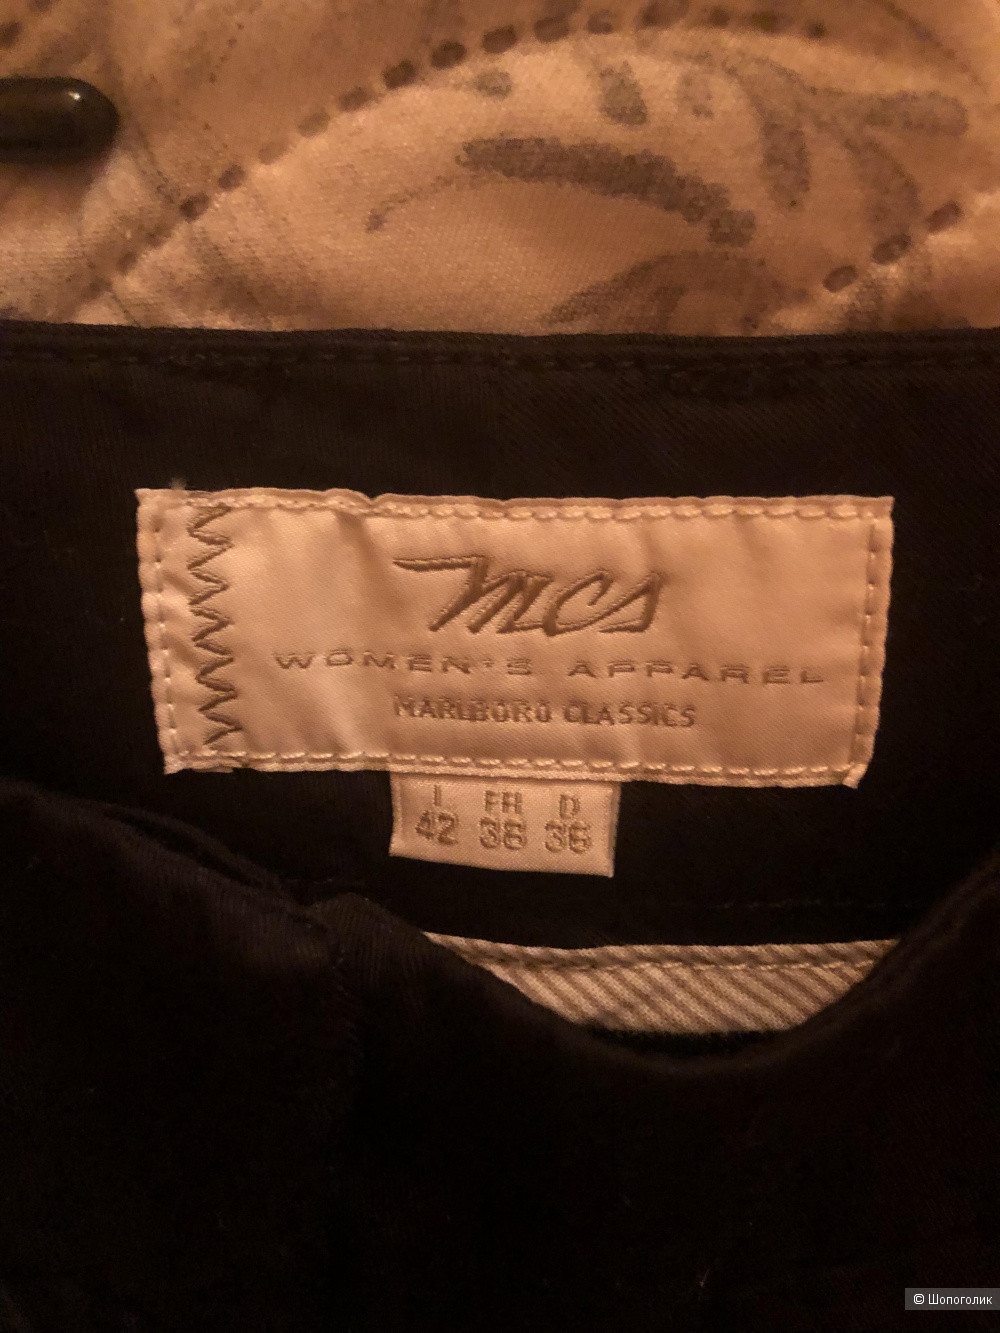 mcs
WOMEN'S APPAREL
MARLBORO CLASSICS
I FR D
42 38 36
© Шопоголик